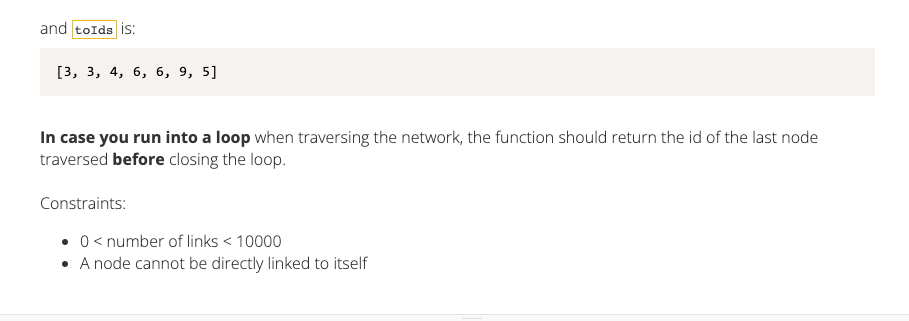 and toIds is:
[3, 3, 4, 6, 6, 9, 5]
In case you run into a loop when traversing the network, the function should return the id of the last node
traversed before closing the loop.
Constraints:
• 0 < number of links < 10000
• A node cannot be directly linked to itself